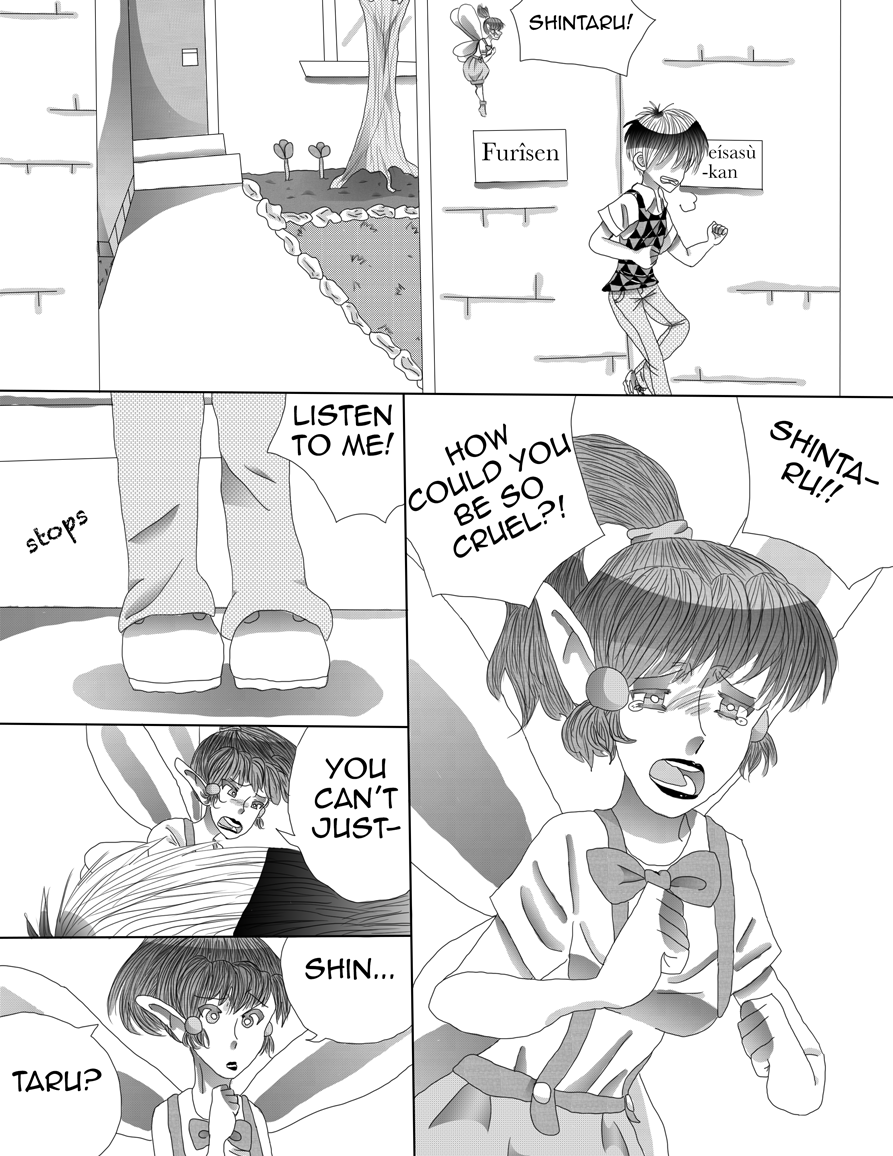 SHINTARU!
Furîsen
eísasù
-kan
LISTEN
TO ME!
stops
HOW
COULD YOU
BE SO
CRUEL?!
SHINTA-
RU!!
YOU
CAN'T
JUST-
SHIN...
TARU?